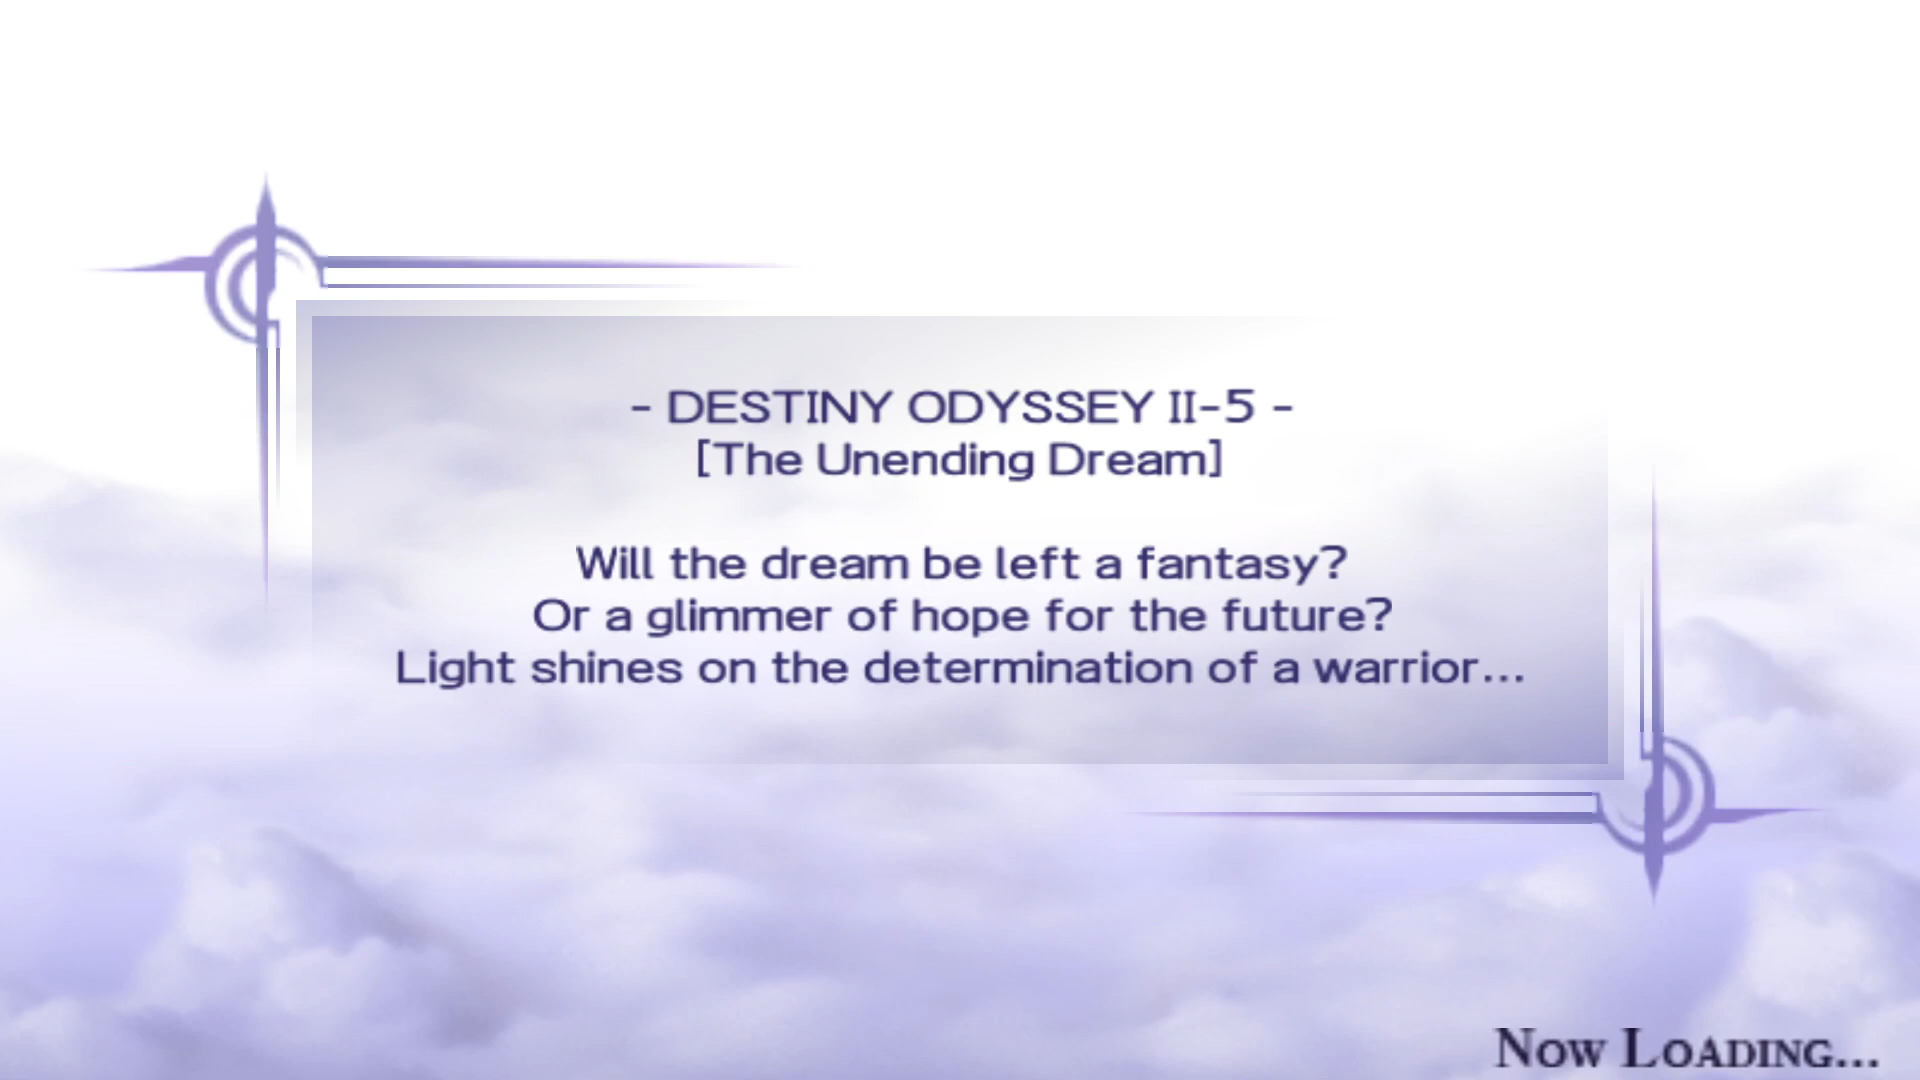 - DESTINY ODYSSEY II-5 -
[The Unending Dream]
Will the dream be left a fantasy?
Or a glimmer of hope for the future?
Light shines on the determination of a warrior...
Now Loading...